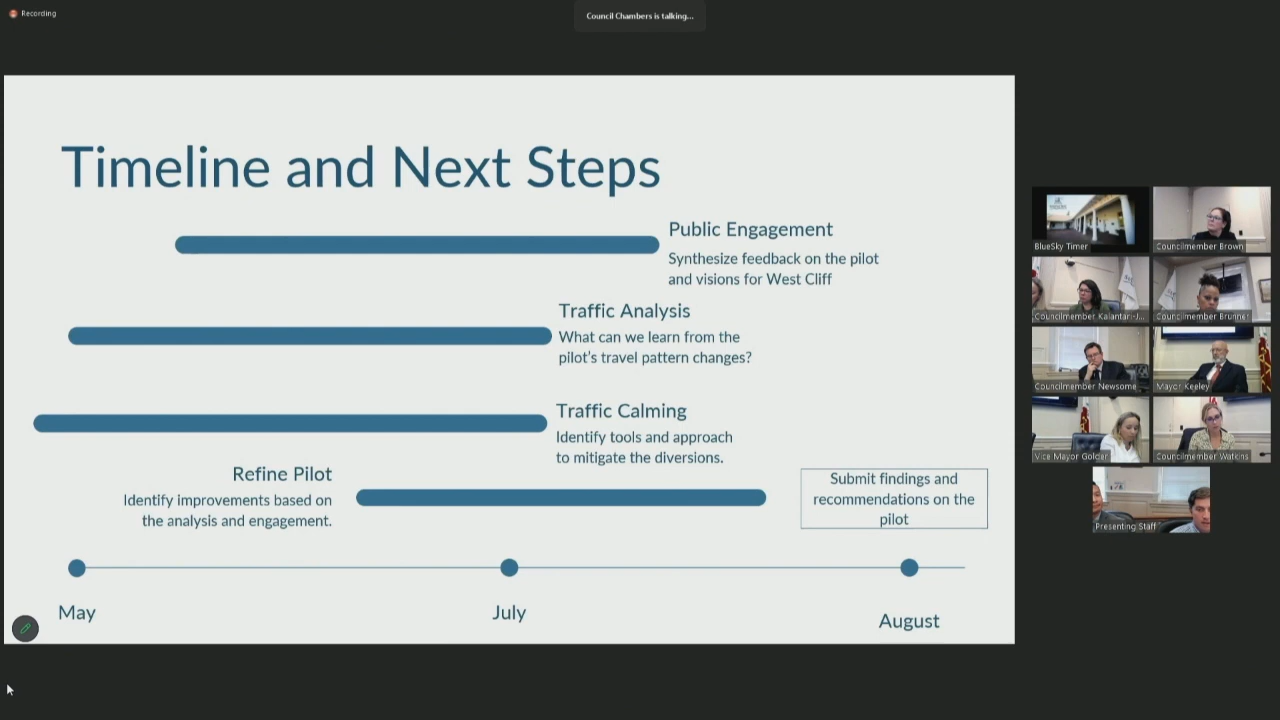 Recording
Council Chambers is talking...
Timeline and Next Steps
Public Engagement
Synthesize feedback on the pilot
and visions for West Cliff
Traffic Analysis
What can we learn from the
pilot's travel pattern changes?
Traffic Calming
Identify tools and approach
to mitigate the diversions.
Refine Pilot
Identify improvements based on
the analysis and engagement.
Submit findings and
recommendations on the
pilot
May
July
August
BlueSky Timer
Councilmember Brown
Councilmember Kalantari-J...
Councilmember Brunner
Councilmember Newsome
Mayor Keeley
Vice Mayor Golder
Councilmember Watkins
Presenting Staff